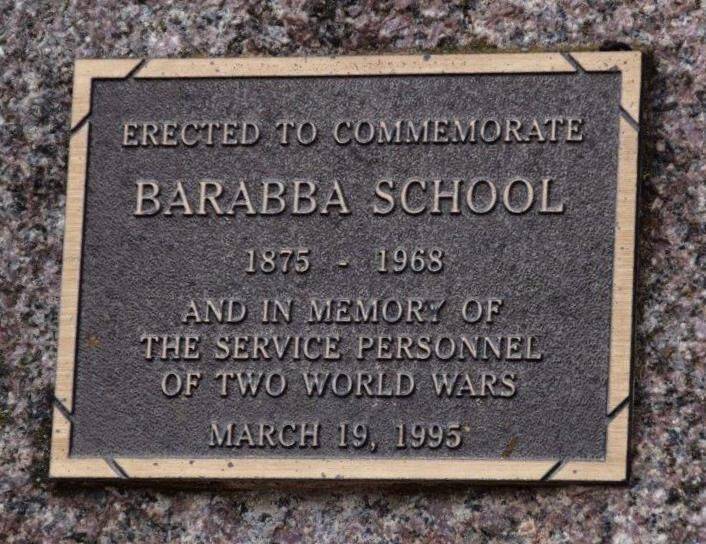 ERECTED TO COMMEMORATE
BARABBA SCHOOL
1875 - 1968
AND IN MEMORY OF
THE SERVICE PERSONNEL
OF TWO WORLD WARS
MARCH 19, 1995